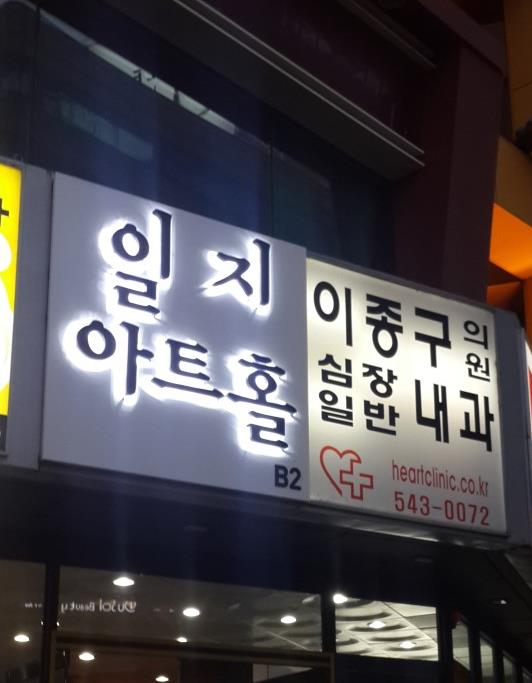 일지
아트홀
B2
이종구 의원
심장 일반 내과
heartclinic.co.kr
543-0072
Beauty